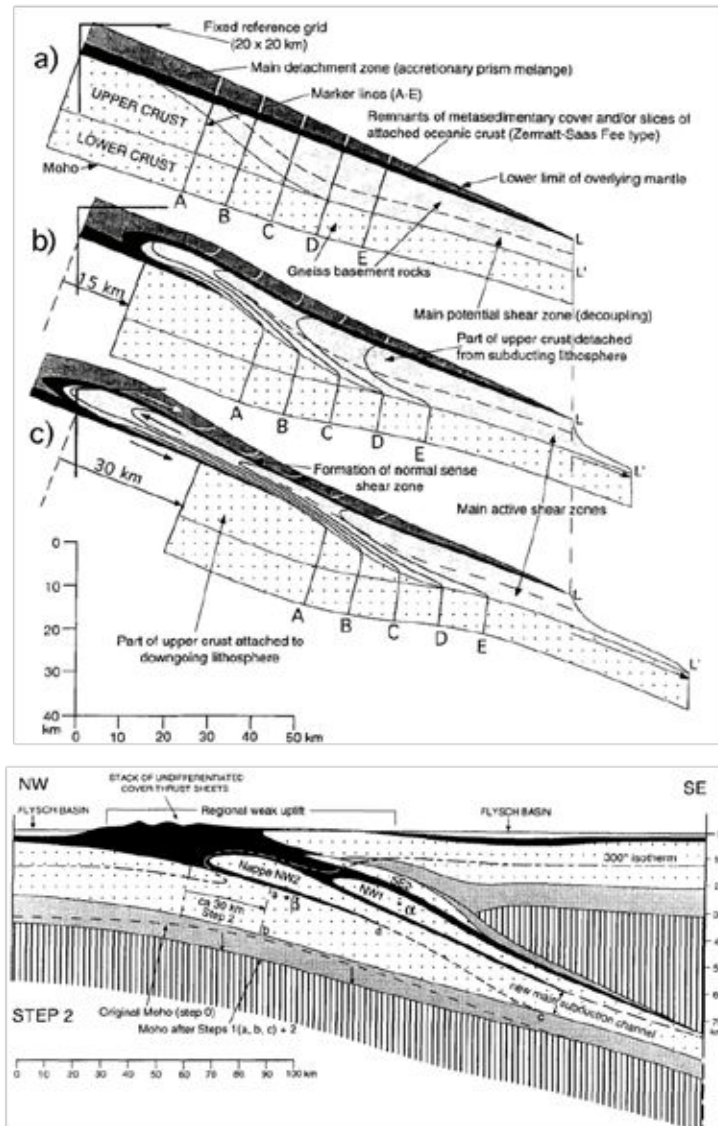 Fixed reference grid
(20 x 20 km)
a)
Main detachment zone (accretionary prism melange)
Marker lines (A-E)
Remnants of metasedimentary cover and/or slices of
attached oceanic crust (Zermatt-Saas Fee type)
UPPER CRUST
LOWER CRUST
Moho
Lower limit of overlying mantle
A
B
C
D
E
L
L'
Gneiss basement rocks
Main potential shear zone (decoupling)
b)
15 km
Part of upper crust detached
from subducting lithosphere
A
B
C
D
E
L
L'
c)
30 km
Formation of normal sense
shear zone
Main active shear zones
L
L'
A
B
C
D
E
Part of upper crust attached to
downgoing lithosphere
0
10
20
30
40
km
0 10 20 30 40 50 km
NW
SE
STACK OF UNDIFFERENTIATED
COVER THRUST SHEETS
FLYSCH BASIN
Regional weak uplift
FLYSCH BASIN
300° isotherm
Nappe NW2
NW1
SE2
a
β
α
ca 30 km
Step 2
b
d
c
new main subduction channel
Original Moho (step 0)
Moho after Steps 1(a, b, c) + 2
STEP 2
0 10 20 30 40 50 60 70 80 90 100 km